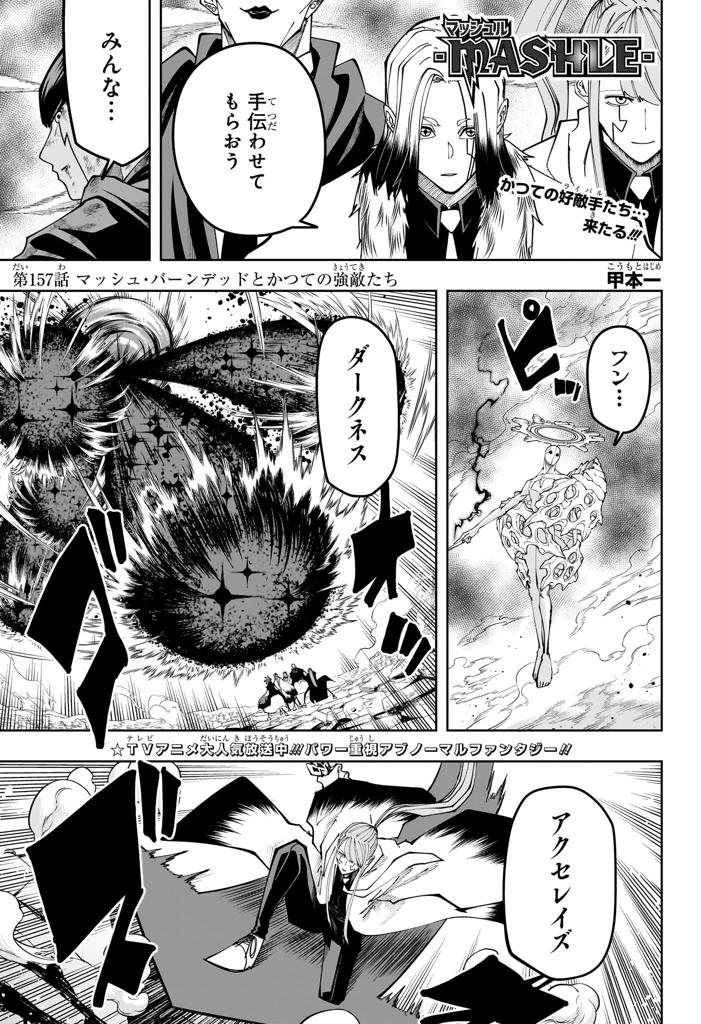 マッシュル
-MASHLE-
かつての好敵手たち…
来たる!!!
手伝わせて
もらおう
みんな…
第157話 マッシュ・バーンデッドとかつての強敵たち
甲本一
フン…
ピッ
ダークネス
☆TVアニメ大人気放送中!!!パワー重視アブノーマルファンタジー!!
アクセレイズ